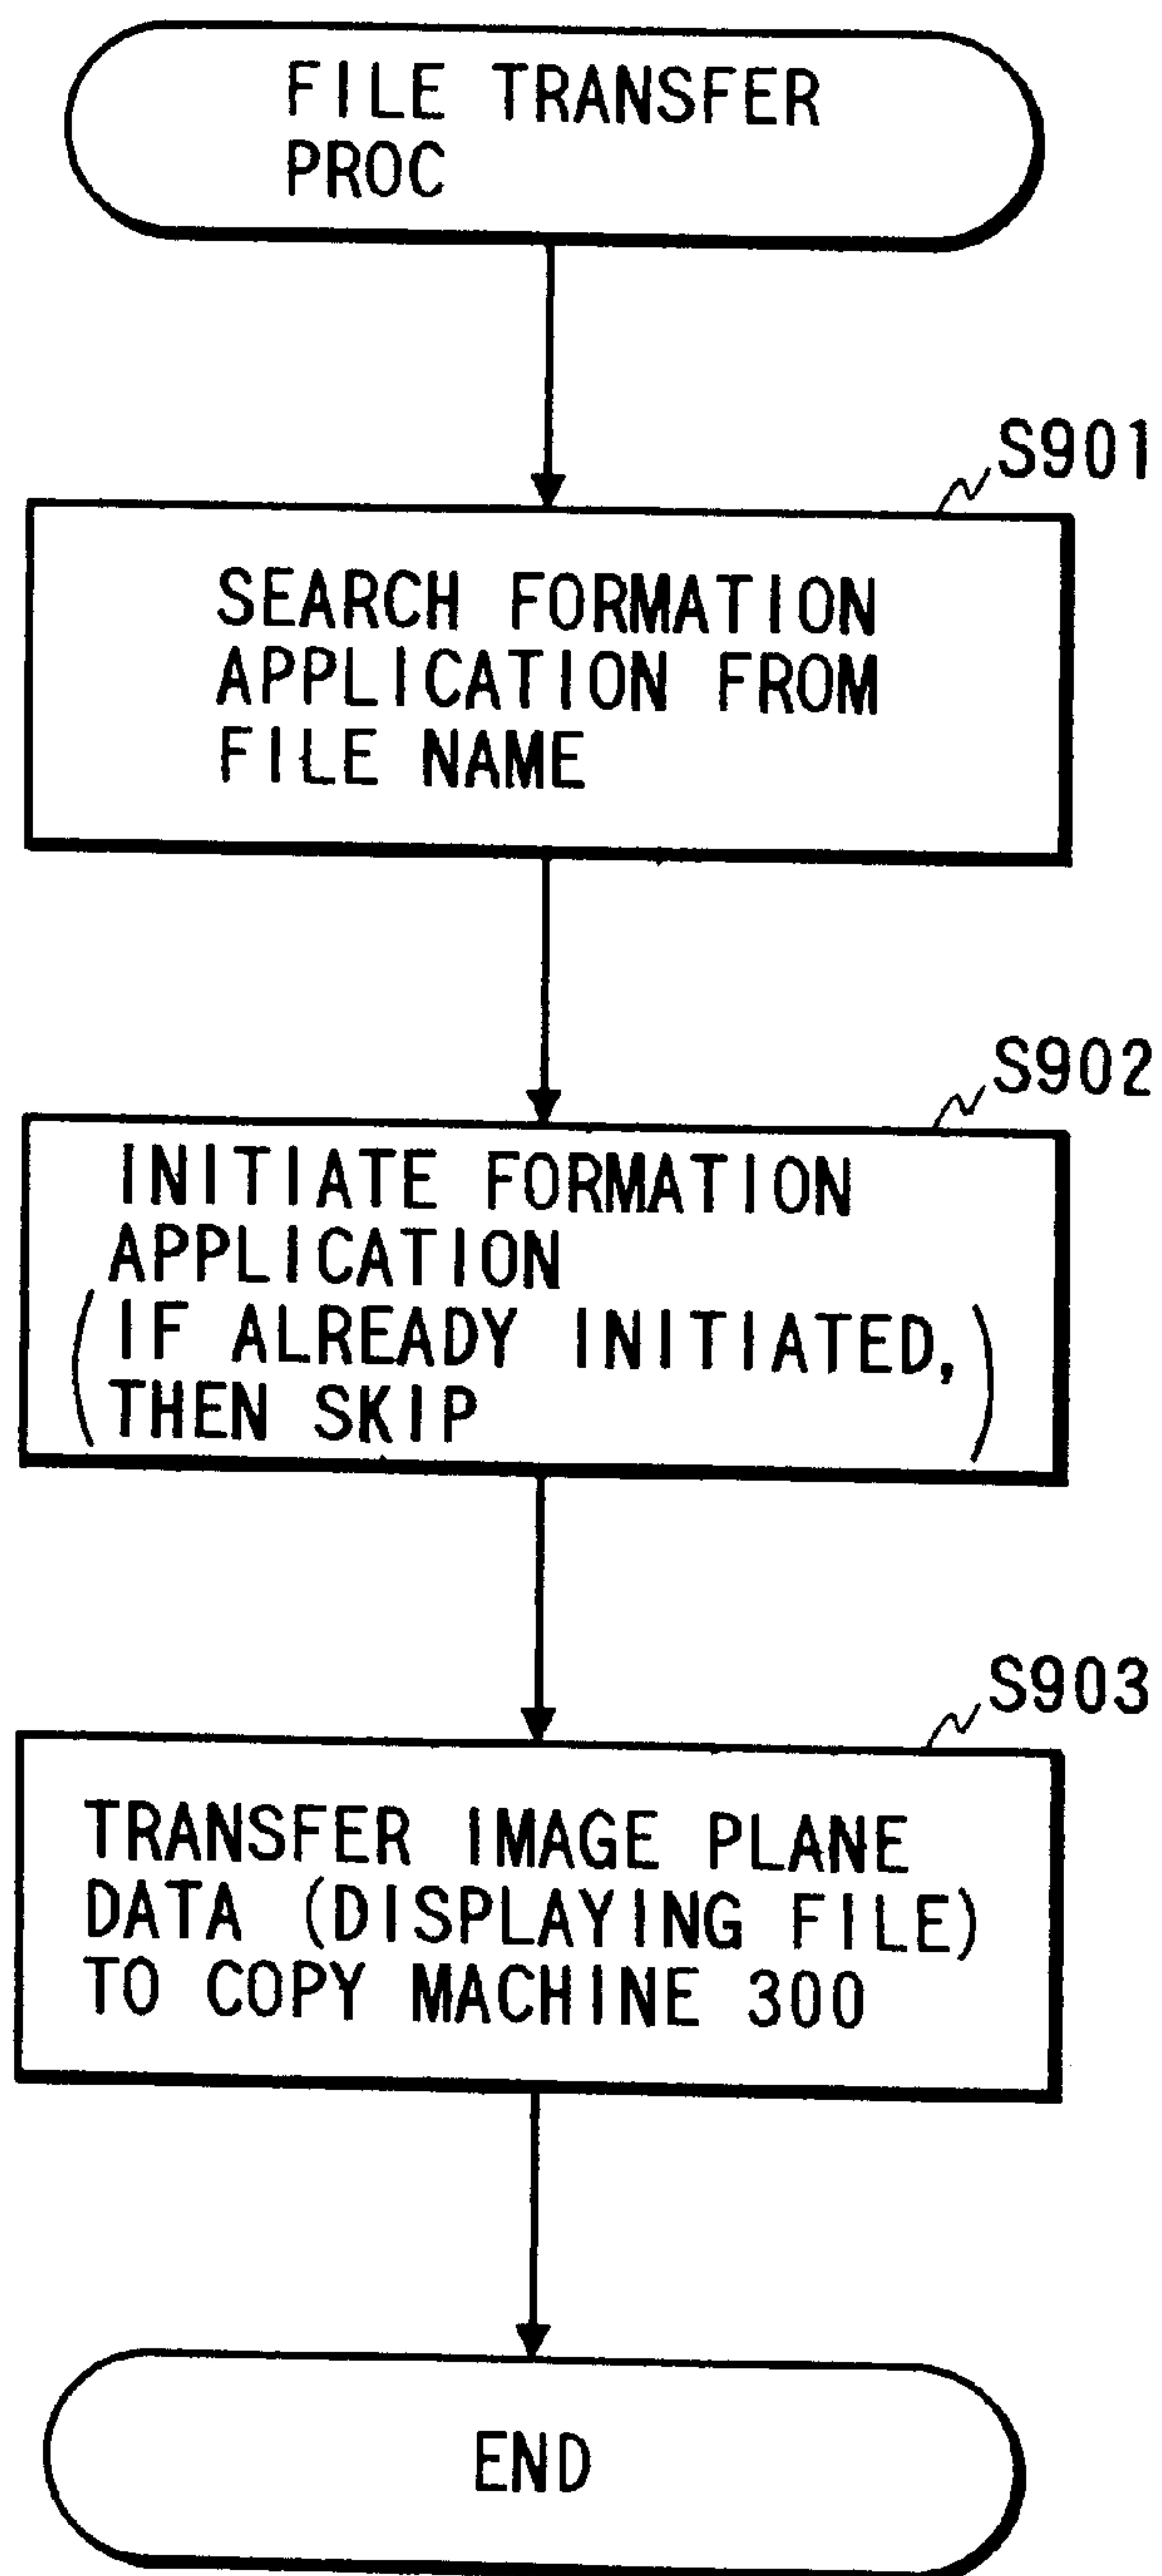 FILE TRANSFER
PROC
S901
SEARCH FORMATION
APPLICATION FROM
FILE NAME
S902
INITIATE FORMATION
APPLICATION
(IF ALREADY INITIATED,
THEN SKIP)
S903
TRANSFER IMAGE PLANE
DATA (DISPLAYING FILE)
TO COPY MACHINE 300
END